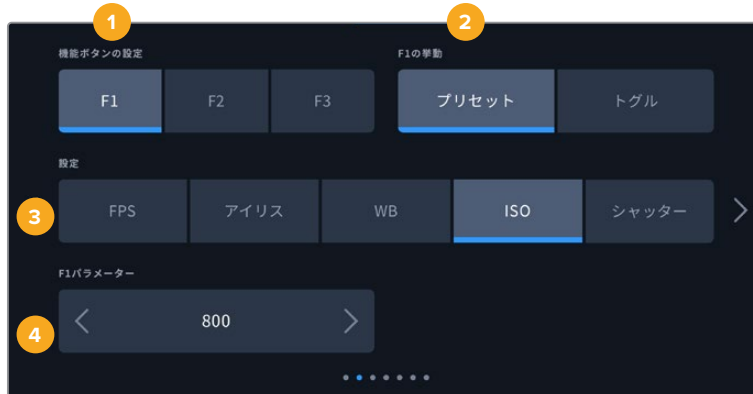 1
2
機能ボタンの設定
F1の挙動
F1
F2
F3
プリセット
トグル
設定
3
FPS
アイリス
WB
ISO
シャッター
F1パラメーター
4
800